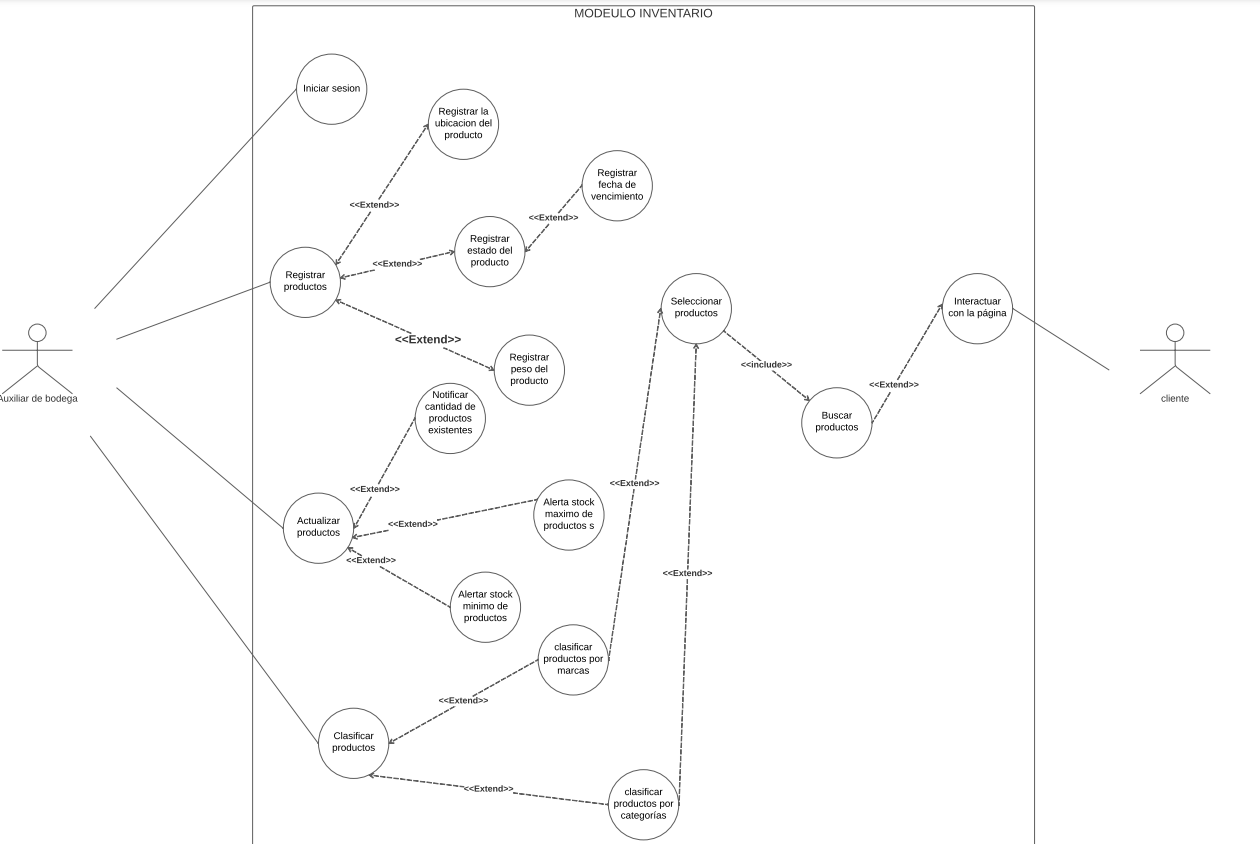 MODEULO INVENTARIO
Iniciar sesion
Registrar la
ubicacion del
producto
Registrar
fecha de
vencimiento
<<Extend>>
<<Extend>>
Registrar
estado del
producto
<<Extend>>
Registrar
productos
Seleccionar
productos
Interactuar
con la página
<<Extend>>
Registrar
peso del
producto
<<include>>
<<Extend>>
Auxiliar de bodega
cliente
Notificar
cantidad de
productos
existentes
Buscar
productos
<<Extend>>
<<Extend>>
Alerta stock
maximo de
productos s
<<Extend>>
Actualizar
productos
<<Extend>>
<<Extend>>
Alertar stock
minimo de
productos
clasificar
productos por
marcas
<<Extend>>
Clasificar
productos
<<Extend>>
clasificar
productos por
categorías